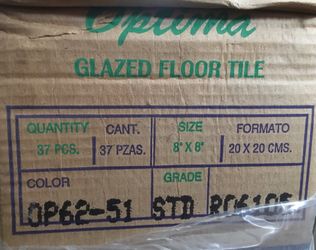 Optima
GLAZED FLOOR TILE
QUANTITY CANT. SIZE FORMATO
37 PCS. 37 PZAS. 8" X 8" 20 X 20 CMS.
COLOR GRADE
OP62-51 STD RO6105